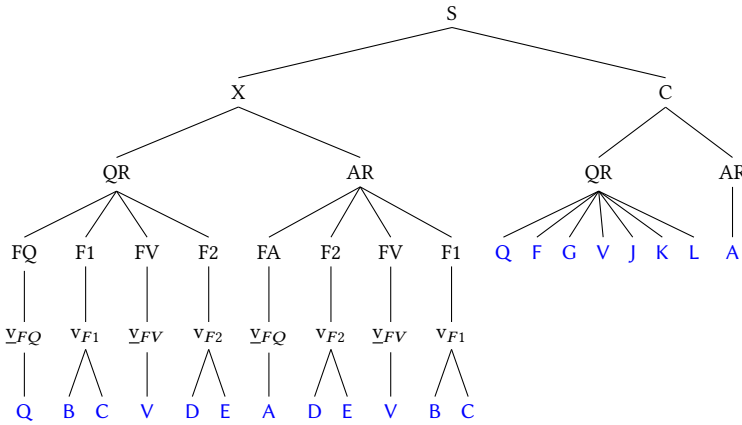 S
X C
QR AR QR AR
FQ F1 FV F2 FA F2 FV F1 Q F G V J K L A
v_FQ v_F1 v_FV v_F2 v_FQ v_F2 v_FV v_F1
Q B C V D E A D E V B C